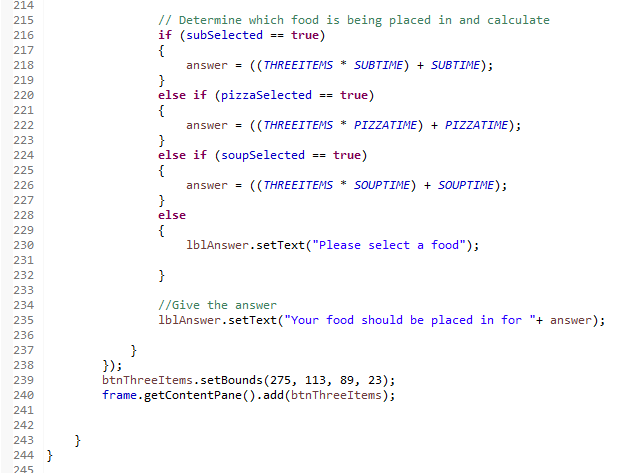 214
215 // Determine which food is being placed in and calculate
216 if (subSelected == true)
217 {
218 answer = ((THREEITEMS * SUBTIME) + SUBTIME);
219 }
220 else if (pizzaSelected == true)
221 {
222 answer = ((THREEITEMS * PIZZATIME) + PIZZATIME);
223 }
224 else if (soupSelected == true)
225 {
226 answer = ((THREEITEMS * SOUPTIME) + SOUPTIME);
227 }
228 else
229 {
230 lblAnswer.setText("Please select a food");
231
232 }
233
234 //Give the answer
235 lblAnswer.setText("Your food should be placed in for "+ answer);
236
237 }
238 });
239 btnThreeItems.setBounds(275, 113, 89, 23);
240 frame.getContentPane().add(btnThreeItems);
241
242
243 }
244 }
245